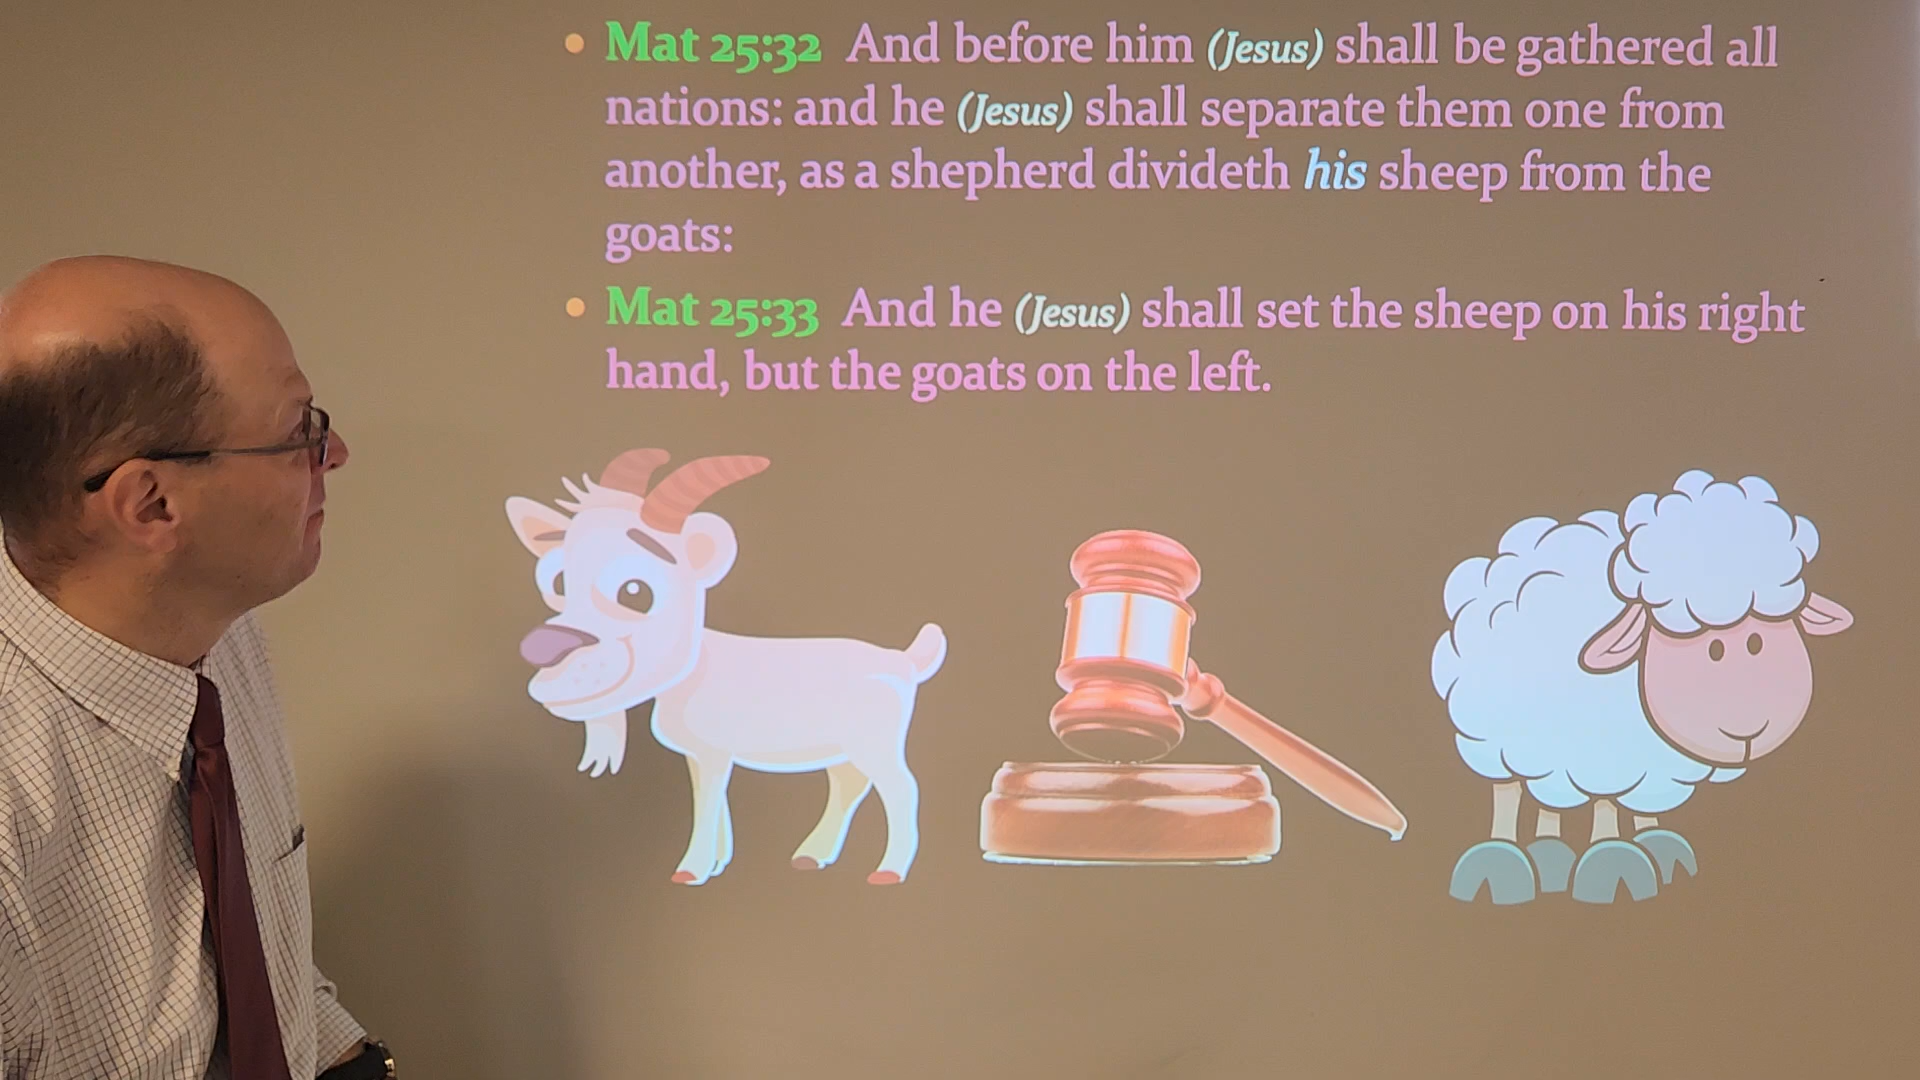 • Mat 25:32 And before him (Jesus) shall be gathered all
nations: and he (Jesus) shall separate them one from
another, as a shepherd divideth his sheep from the
goats:
• Mat 25:33 And he (Jesus) shall set the sheep on his right
hand, but the goats on the left.